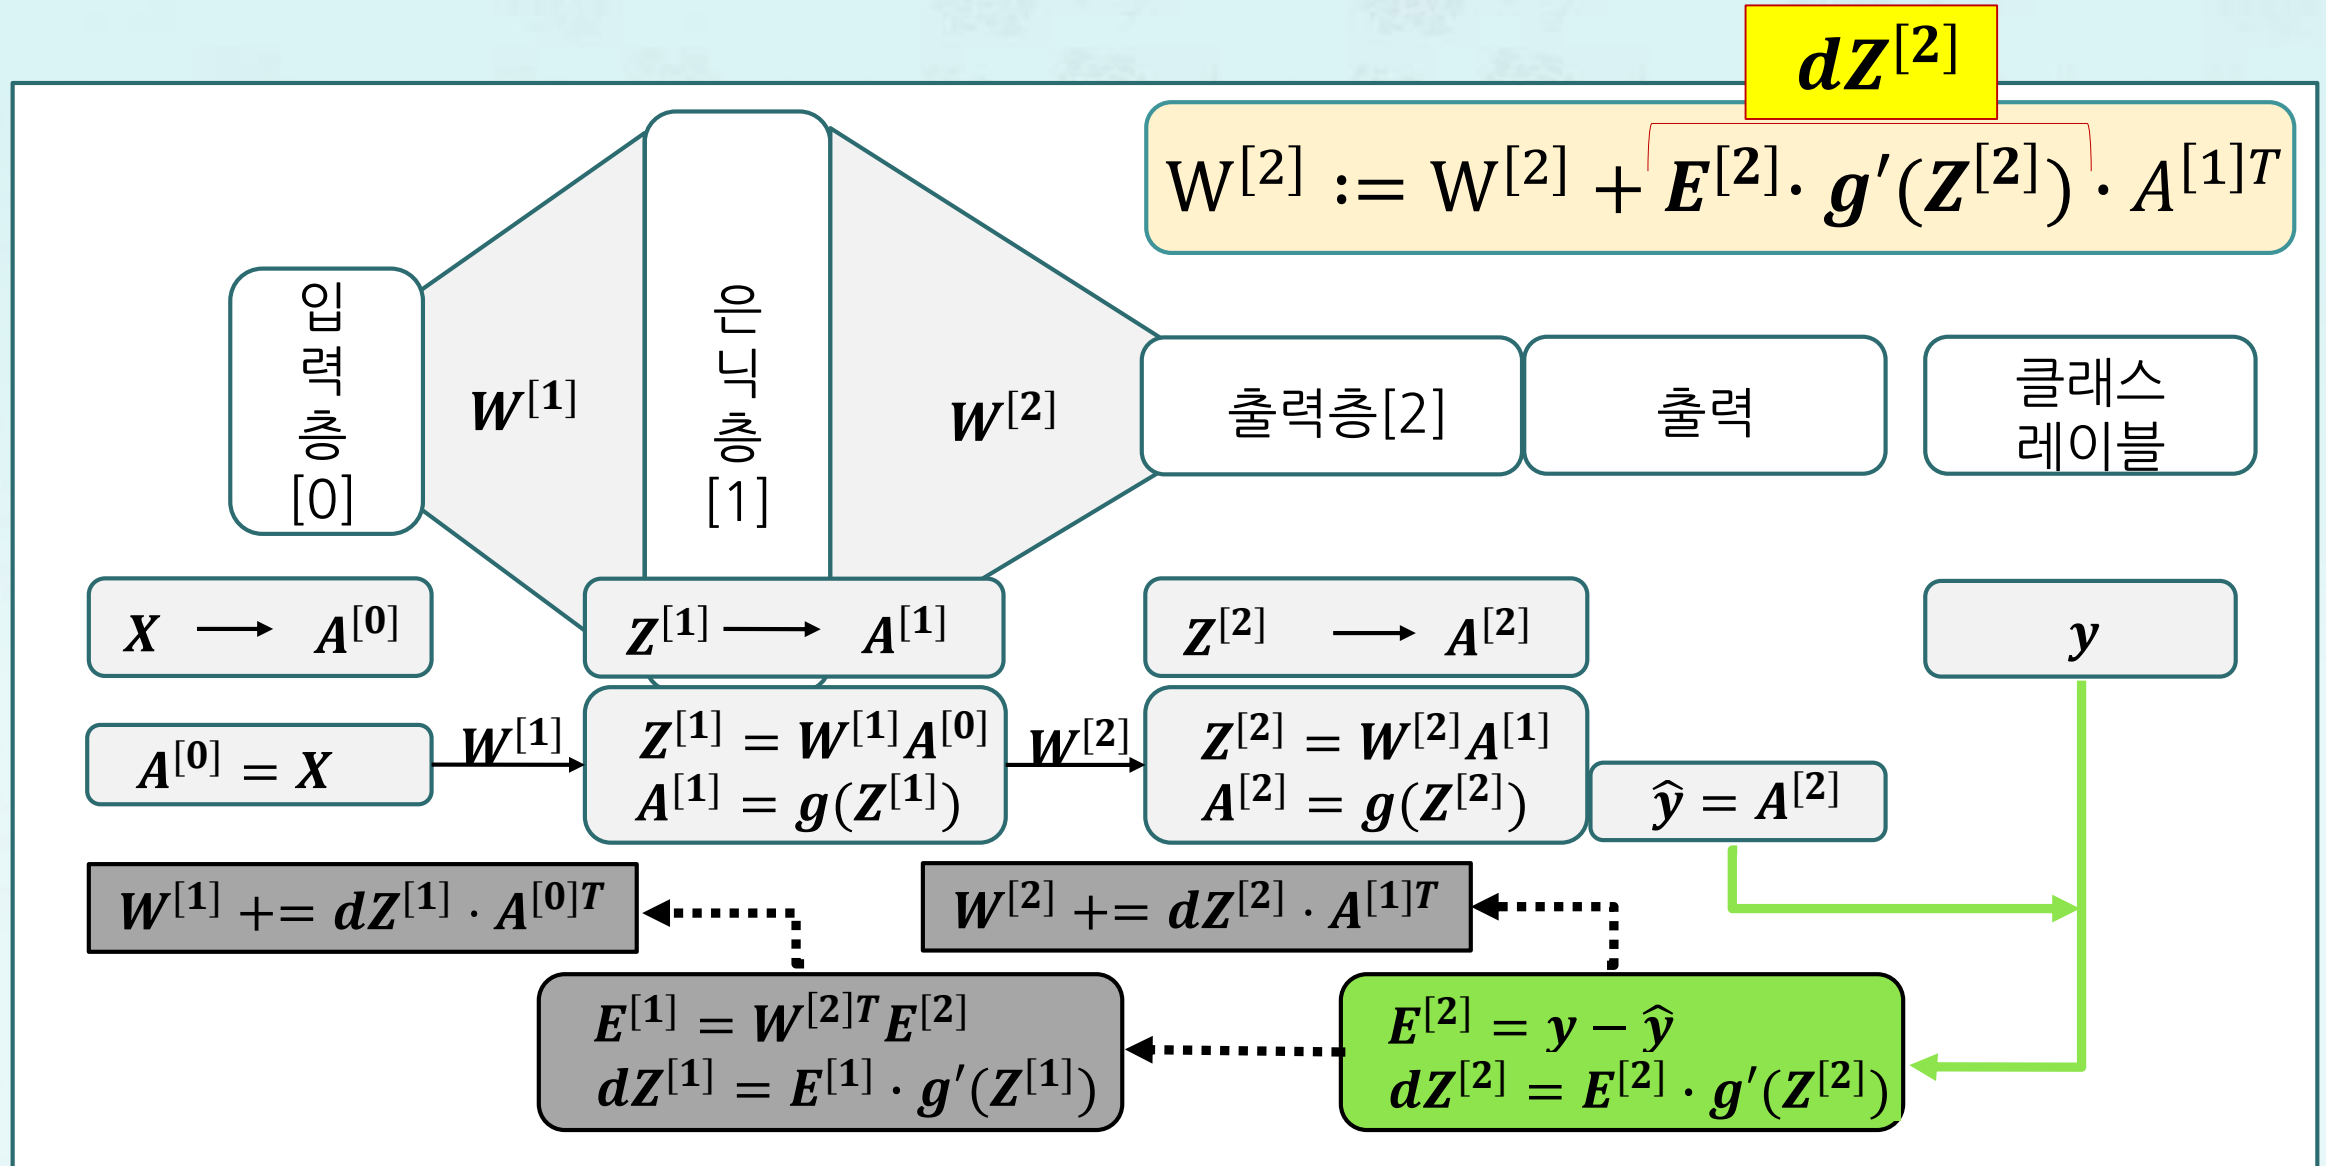 dZ^[2]
W^[2] := W^[2] + E^[2] · g′(Z^[2]) · A^[1]T
입
력
층
[0]
W^[1]
은
닉
층
[1]
W^[2]
출력층[2]
출력
클래스
레이블
X → A^[0]
Z^[1] → A^[1]
Z^[2] → A^[2]
y
A^[0] = X
W^[1]
Z^[1] = W^[1]A^[0]
A^[1] = g(Z^[1])
W^[2]
Z^[2] = W^[2]A^[1]
A^[2] = g(Z^[2])
ŷ = A^[2]
W^[1] += dZ^[1] · A^[0]T
W^[2] += dZ^[2] · A^[1]T
E^[1] = W^[2]T E^[2]
dZ^[1] = E^[1] · g′(Z^[1])
E^[2] = y − ŷ
dZ^[2] = E^[2] · g′(Z^[2])